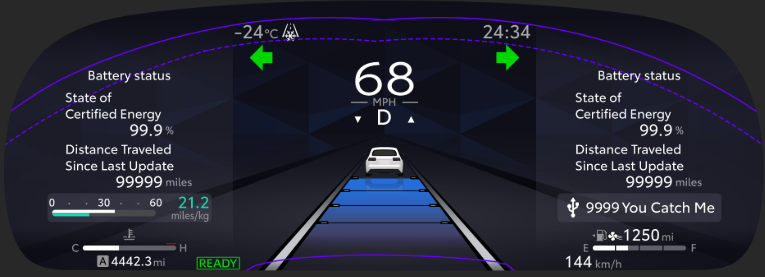 -24°C
24:34
68
MPH
D
Battery status
State of
Certified Energy
99.9 %
Distance Traveled
Since Last Update
99999 miles
0 30 60
21.2
miles/kg
C H
A 4442.3 mi
READY
Battery status
State of
Certified Energy
99.9 %
Distance Traveled
Since Last Update
99999 miles
9999 You Catch Me
1250 mi
E F
144 km/h